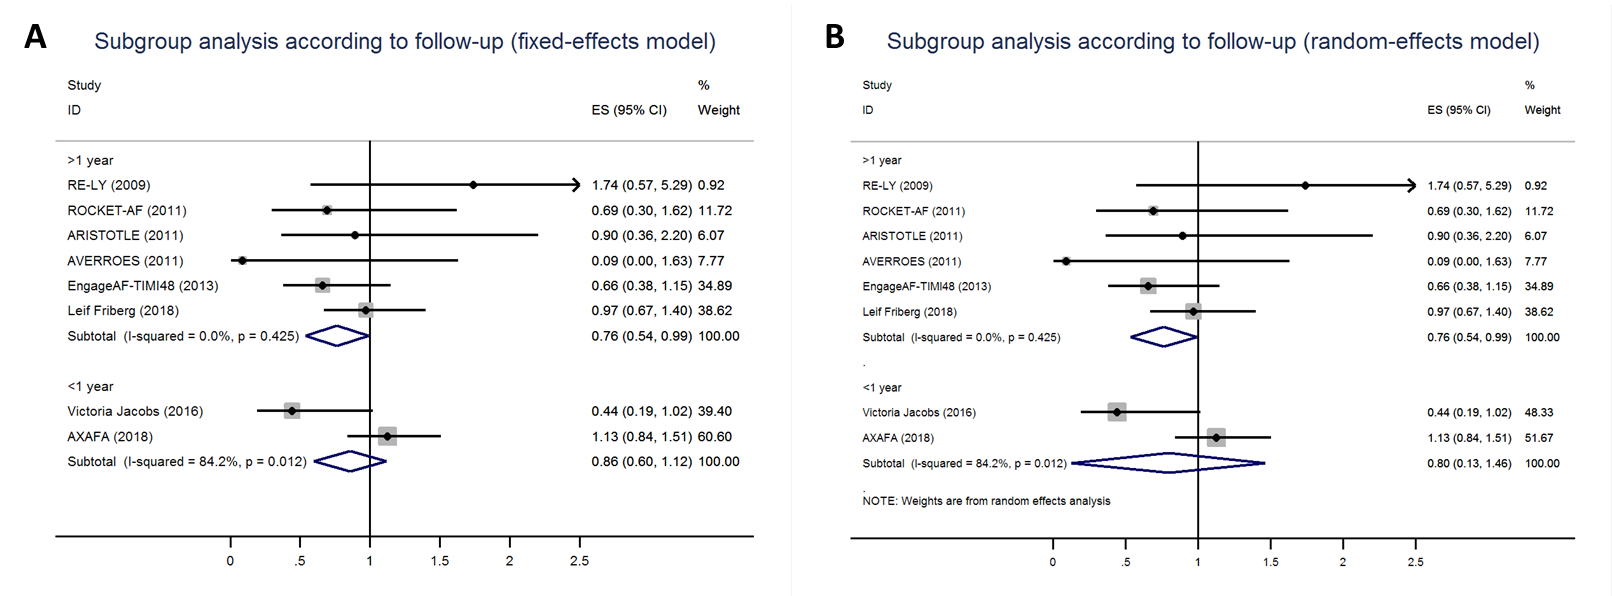 A
Subgroup analysis according to follow-up (fixed-effects model)
Study %
ID ES (95% CI) Weight
>1 year
RE-LY (2009) 1.74 (0.57, 5.29) 0.92
ROCKET-AF (2011) 0.69 (0.30, 1.62) 11.72
ARISTOTLE (2011) 0.90 (0.36, 2.20) 6.07
AVERROES (2011) 0.09 (0.00, 1.63) 7.77
EngageAF-TIMI48 (2013) 0.66 (0.38, 1.15) 34.89
Leif Friberg (2018) 0.97 (0.67, 1.40) 38.62
Subtotal (I-squared = 0.0%, p = 0.425) 0.76 (0.54, 0.99) 100.00
<1 year
Victoria Jacobs (2016) 0.44 (0.19, 1.02) 39.40
AXAFA (2018) 1.13 (0.84, 1.51) 60.60
Subtotal (I-squared = 84.2%, p = 0.012) 0.86 (0.60, 1.12) 100.00
0 .5 1 1.5 2 2.5
B
Subgroup analysis according to follow-up (random-effects model)
Study %
ID ES (95% CI) Weight
>1 year
RE-LY (2009) 1.74 (0.57, 5.29) 0.92
ROCKET-AF (2011) 0.69 (0.30, 1.62) 11.72
ARISTOTLE (2011) 0.90 (0.36, 2.20) 6.07
AVERROES (2011) 0.09 (0.00, 1.63) 7.77
EngageAF-TIMI48 (2013) 0.66 (0.38, 1.15) 34.89
Leif Friberg (2018) 0.97 (0.67, 1.40) 38.62
Subtotal (I-squared = 0.0%, p = 0.425) 0.76 (0.54, 0.99) 100.00
.
<1 year
Victoria Jacobs (2016) 0.44 (0.19, 1.02) 48.33
AXAFA (2018) 1.13 (0.84, 1.51) 51.67
Subtotal (I-squared = 84.2%, p = 0.012) 0.80 (0.13, 1.46) 100.00
.
NOTE: Weights are from random effects analysis
0 .5 1 1.5 2 2.5